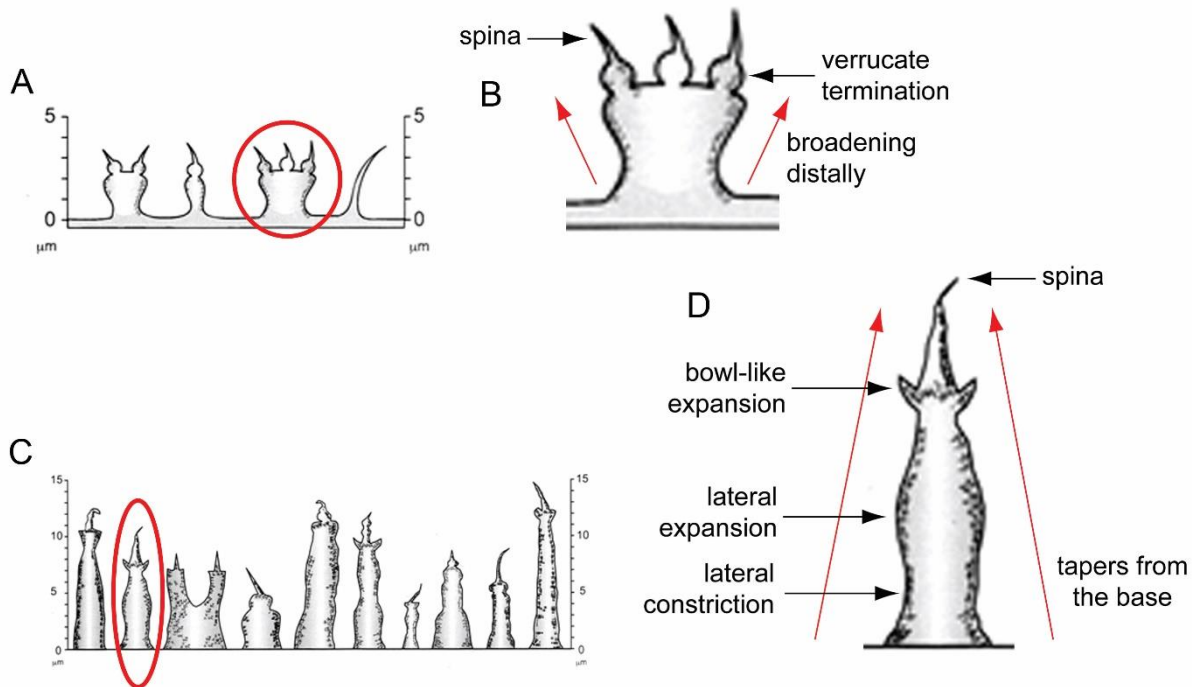 A
5
5
0
0
µm
µm
B
spina
verrucate
termination
broadening
distally
C
15
15
10
10
5
5
0
0
µm
µm
D
spina
bowl-like
expansion
lateral
expansion
lateral
constriction
tapers from
the base